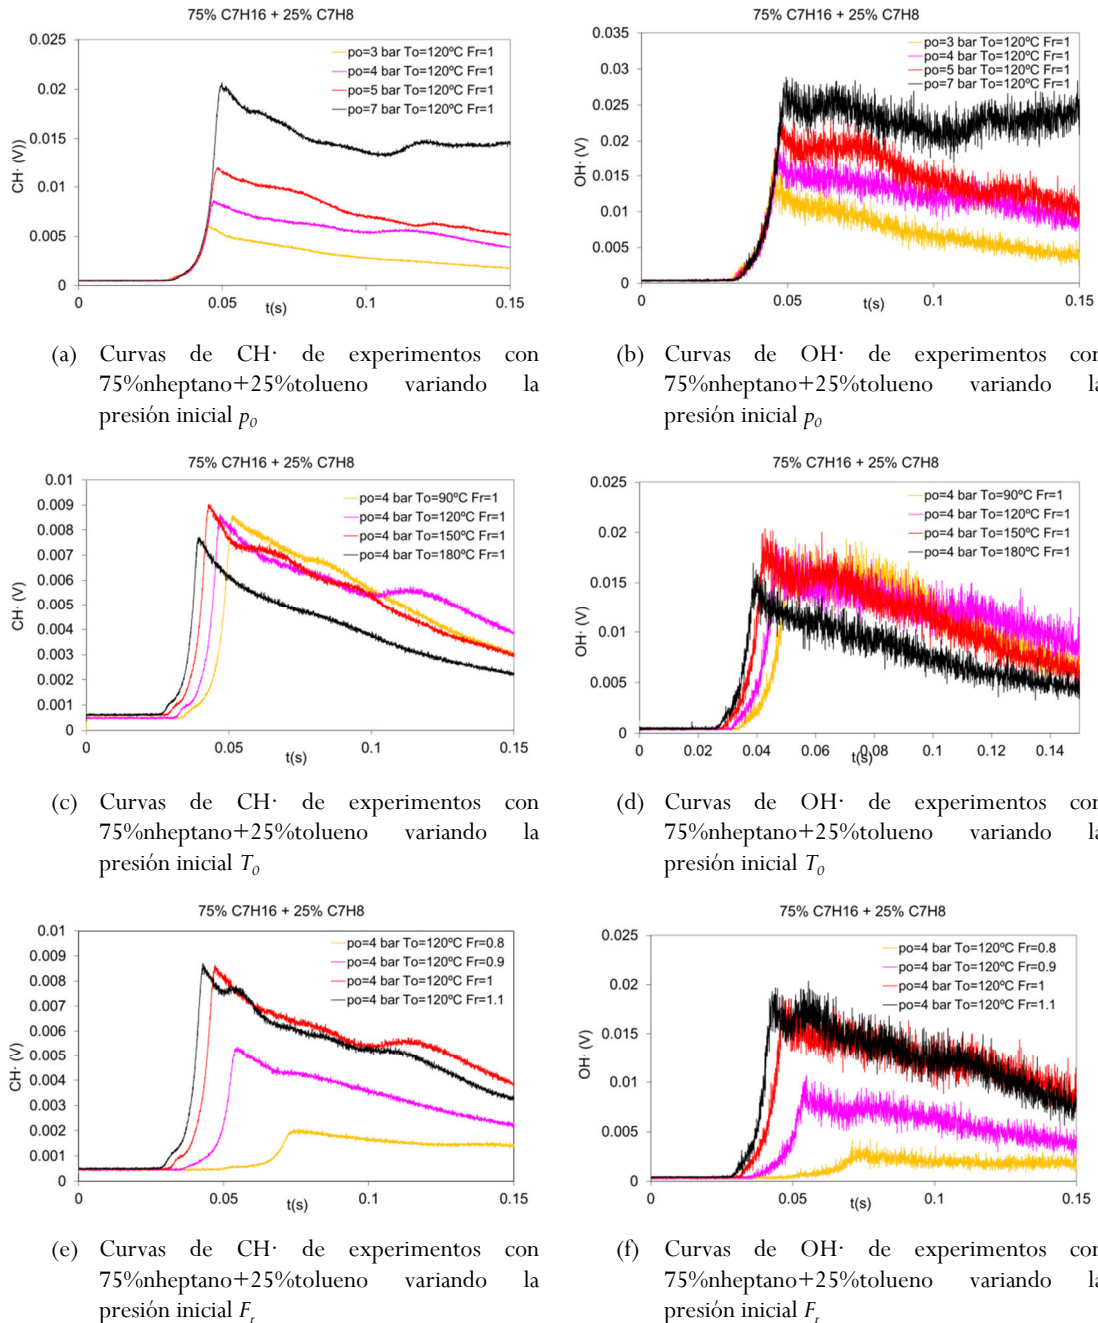 75% C7H16 + 25% C7H8
0.025
0.02
0.015
0.01
0.005
0
CH· (V))
po=3 bar To=120ºC Fr=1
po=4 bar To=120ºC Fr=1
po=5 bar To=120ºC Fr=1
po=7 bar To=120ºC Fr=1
0
0.05
0.1
0.15
t(s)
75% C7H16 + 25% C7H8
0.035
0.03
0.025
0.02
0.015
0.01
0.005
0
OH· (V)
po=3 bar To=120ºC Fr=1
po=4 bar To=120ºC Fr=1
po=5 bar To=120ºC Fr=1
po=7 bar To=120ºC Fr=1
0
0.05
0.1
0.15
t(s)
(a) Curvas de CH· de experimentos con
75%nheptano+25%tolueno variando la
presión inicial p0
(b) Curvas de OH· de experimentos con
75%nheptano+25%tolueno variando la
presión inicial p0
75% C7H16 + 25% C7H8
0.01
0.009
0.008
0.007
0.006
0.005
0.004
0.003
0.002
0.001
0
CH· (V)
po=4 bar To=90ºC Fr=1
po=4 bar To=120ºC Fr=1
po=4 bar To=150ºC Fr=1
po=4 bar To=180ºC Fr=1
0
0.05
0.1
0.15
t(s)
75% C7H16 + 25% C7H8
0.025
0.02
0.015
0.01
0.005
0
OH· (V)
po=4 bar To=90ºC Fr=1
po=4 bar To=120ºC Fr=1
po=4 bar To=150ºC Fr=1
po=4 bar To=180ºC Fr=1
0
0.02
0.04
0.06
0.08
0.1
0.12
0.14
t(s)
(c) Curvas de CH· de experimentos con
75%nheptano+25%tolueno variando la
presión inicial T0
(d) Curvas de OH· de experimentos con
75%nheptano+25%tolueno variando la
presión inicial T0
75% C7H16 + 25% C7H8
0.01
0.009
0.008
0.007
0.006
0.005
0.004
0.003
0.002
0.001
0
CH· (V)
po=4 bar To=120ºC Fr=0.8
po=4 bar To=120ºC Fr=0.9
po=4 bar To=120ºC Fr=1
po=4 bar To=120ºC Fr=1.1
0
0.05
0.1
0.15
t(s)
75% C7H16 + 25% C7H8
0.025
0.02
0.015
0.01
0.005
0
OH· (V)
po=4 bar To=120ºC Fr=0.8
po=4 bar To=120ºC Fr=0.9
po=4 bar To=120ºC Fr=1
po=4 bar To=120ºC Fr=1.1
0
0.05
0.1
0.15
t(s)
(e) Curvas de CH· de experimentos con
75%nheptano+25%tolueno variando la
presión inicial Fr
(f) Curvas de OH· de experimentos con
75%nheptano+25%tolueno variando la
presión inicial Fr